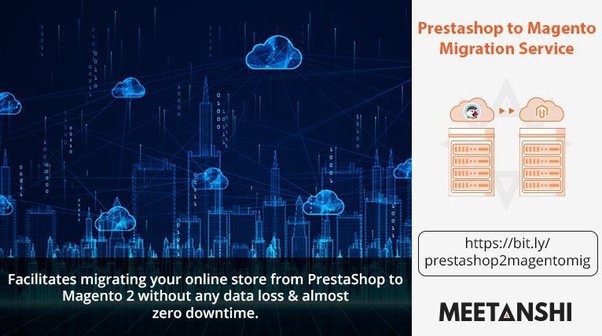 Prestashop to Magento
Migration Service
https://bit.ly/
prestashop2magentomig
MEETANSHI
Facilitates migrating your online store from PrestaShop to
Magento 2 without any data loss & almost
zero downtime.